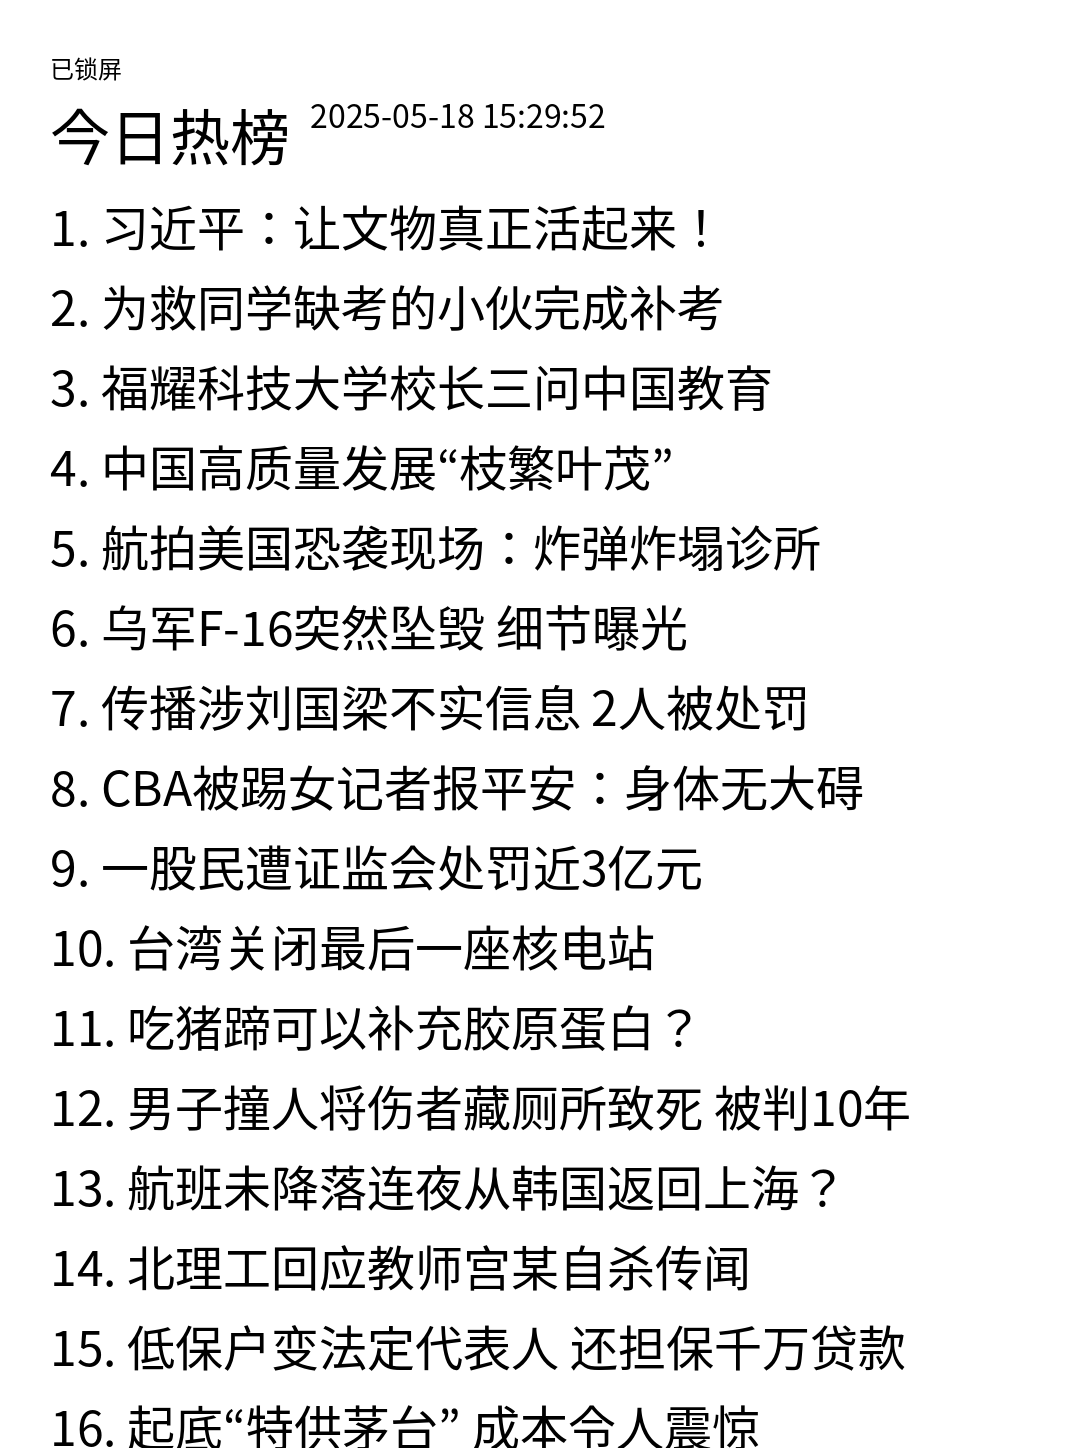 已锁屏
今日热榜 2025-05-18 15:29:52
1. 习近平：让文物真正活起来！
2. 为救同学缺考的小伙完成补考
3. 福耀科技大学校长三问中国教育
4. 中国高质量发展“枝繁叶茂”
5. 航拍美国恐袭现场：炸弹炸塌诊所
6. 乌军F-16突然坠毁 细节曝光
7. 传播涉刘国梁不实信息 2人被处罚
8. CBA被踢女记者报平安：身体无大碍
9. 一股民遭证监会处罚近3亿元
10. 台湾关闭最后一座核电站
11. 吃猪蹄可以补充胶原蛋白？
12. 男子撞人将伤者藏厕所致死 被判10年
13. 航班未降落连夜从韩国返回上海？
14. 北理工回应教师宫某自杀传闻
15. 低保户变法定代表人 还担保千万贷款
16. 起底“特供茅台” 成本令人震惊